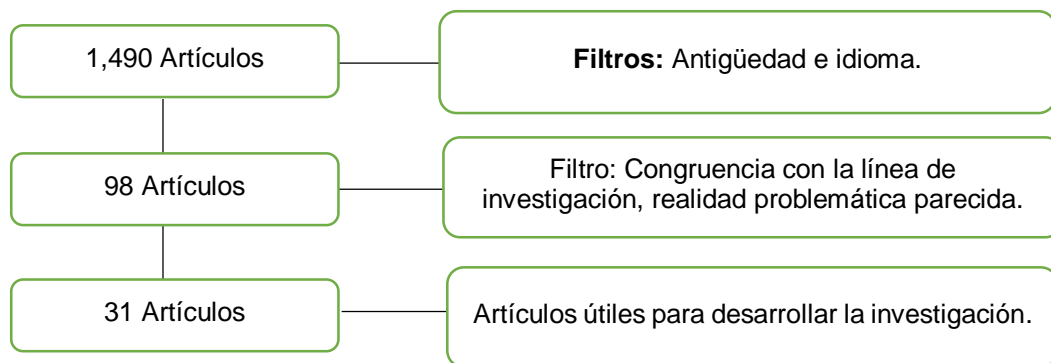 1,490 Artículos
Filtros: Antigüedad e idioma.
98 Artículos
Filtro: Congruencia con la línea de
investigación, realidad problemática parecida.
31 Artículos
Artículos útiles para desarrollar la investigación.